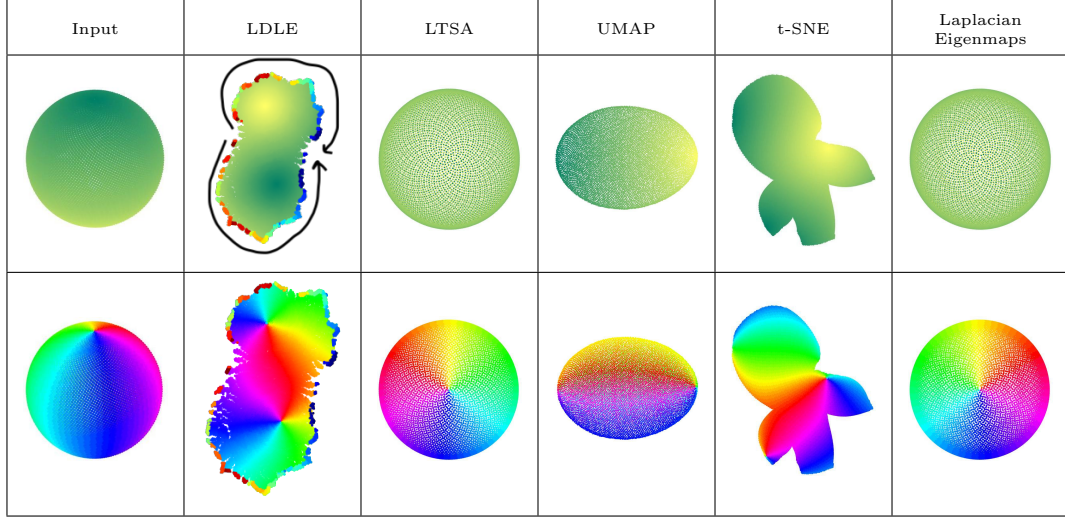 Input
LDLE
LTSA
UMAP
t-SNE
Laplacian
Eigenmaps